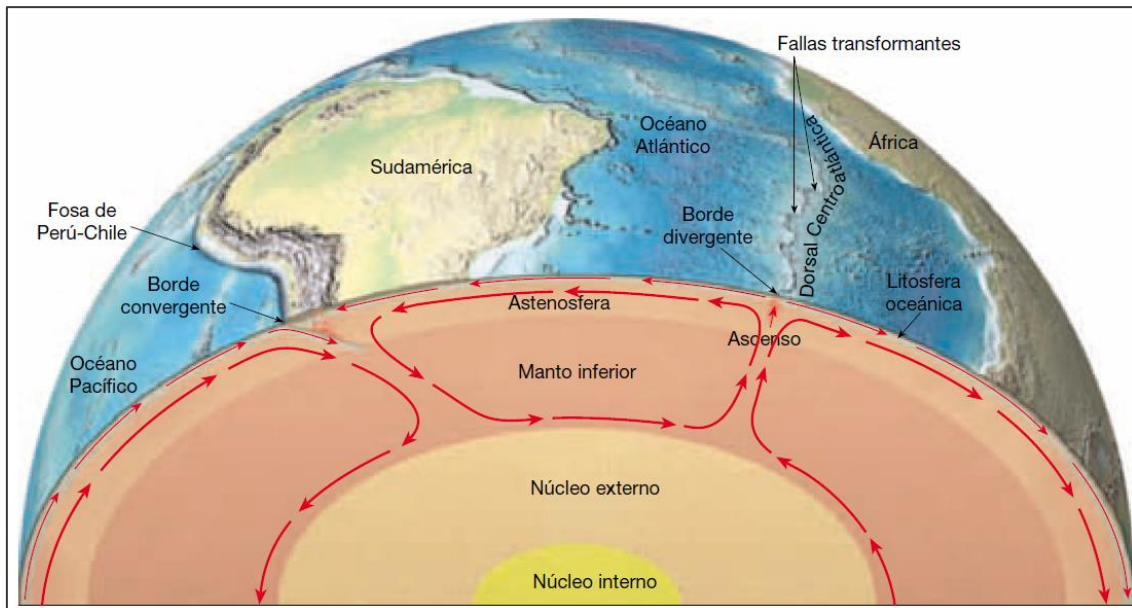 Fallas transformantes
Océano
Atlántico
África
Sudamérica
Dorsal Centroatlántica
Fosa de
Perú-Chile
Borde
divergente
Borde
convergente
Litosfera
oceánica
Astenosfera
Ascenso
Océano
Pacífico
Manto inferior
Núcleo externo
Núcleo interno